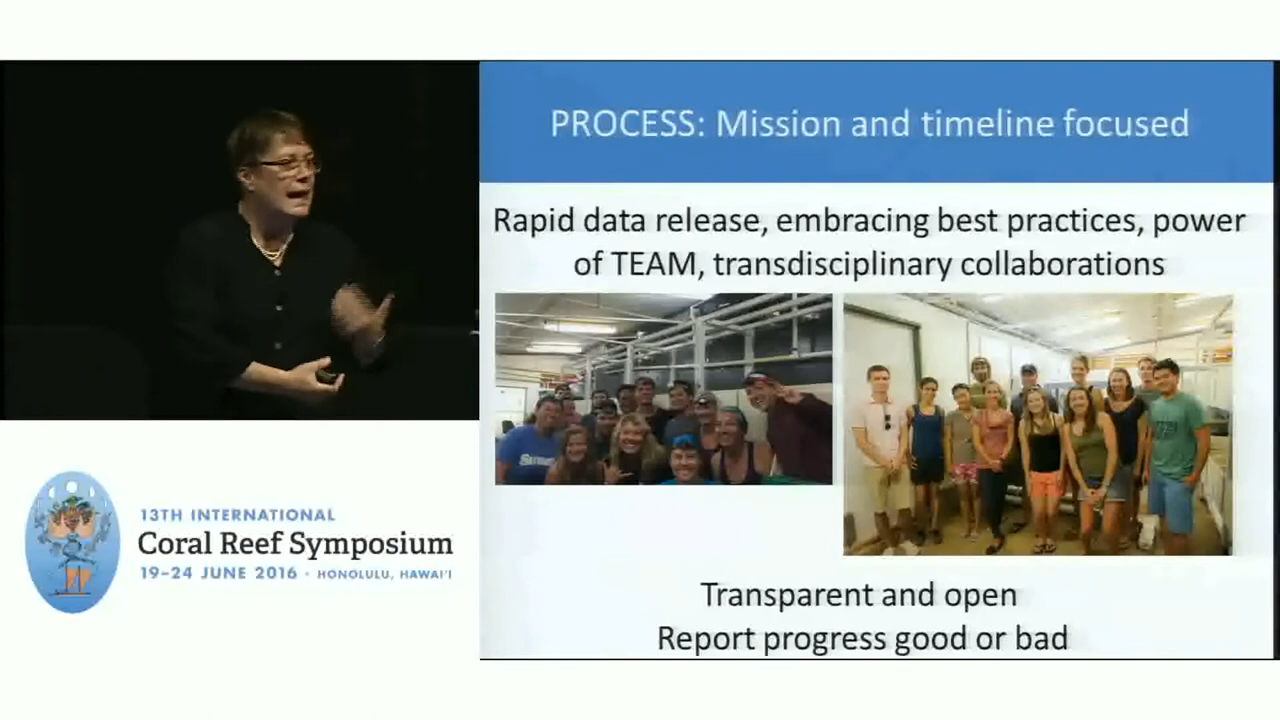 PROCESS: Mission and timeline focused
Rapid data release, embracing best practices, power
of TEAM, transdisciplinary collaborations
Transparent and open
Report progress good or bad
13TH INTERNATIONAL
Coral Reef Symposium
19–24 JUNE 2016 · HONOLULU, HAWAI'I